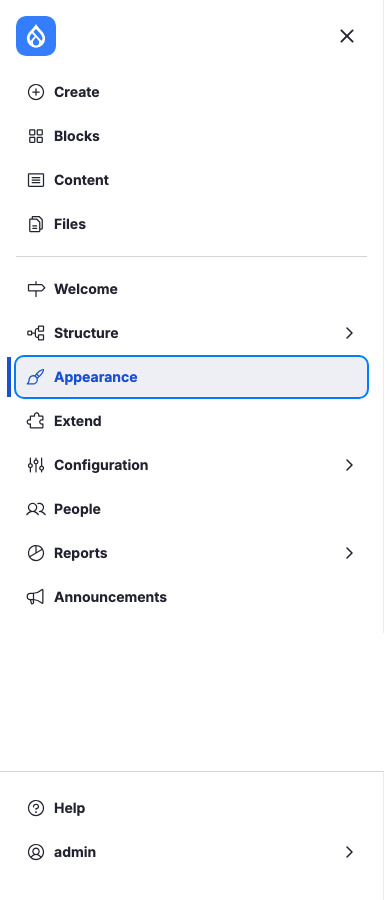 Create
Blocks
Content
Files
Welcome
Structure
Appearance
Extend
Configuration
People
Reports
Announcements
Help
admin